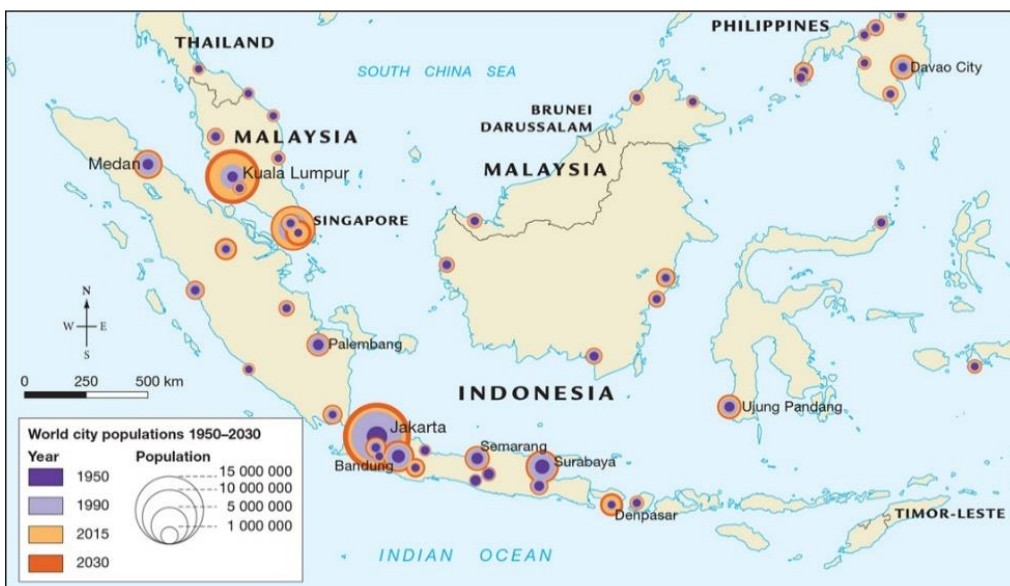 THAILAND
SOUTH CHINA SEA
PHILIPPINES
Davao City
BRUNEI
DARUSSALAM
MALAYSIA
MALAYSIA
Medan
Kuala Lumpur
SINGAPORE
N
W E
S
Palembang
0 250 500 km
INDONESIA
Ujung Pandang
Jakarta
Semarang
Bandung
Surabaya
Denpasar
TIMOR-LESTE
INDIAN OCEAN
World city populations 1950–2030
Year Population
1950
1990
2015
2030
15 000 000
10 000 000
5 000 000
1 000 000